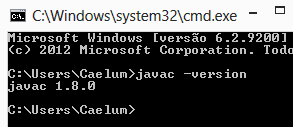 C:\Windows\system32\cmd.exe
Microsoft Windows [versão 6.2.9200]
(c) 2012 Microsoft Corporation. Todo
C:\Users\Caelum>javac -version
javac 1.8.0
C:\Users\Caelum>